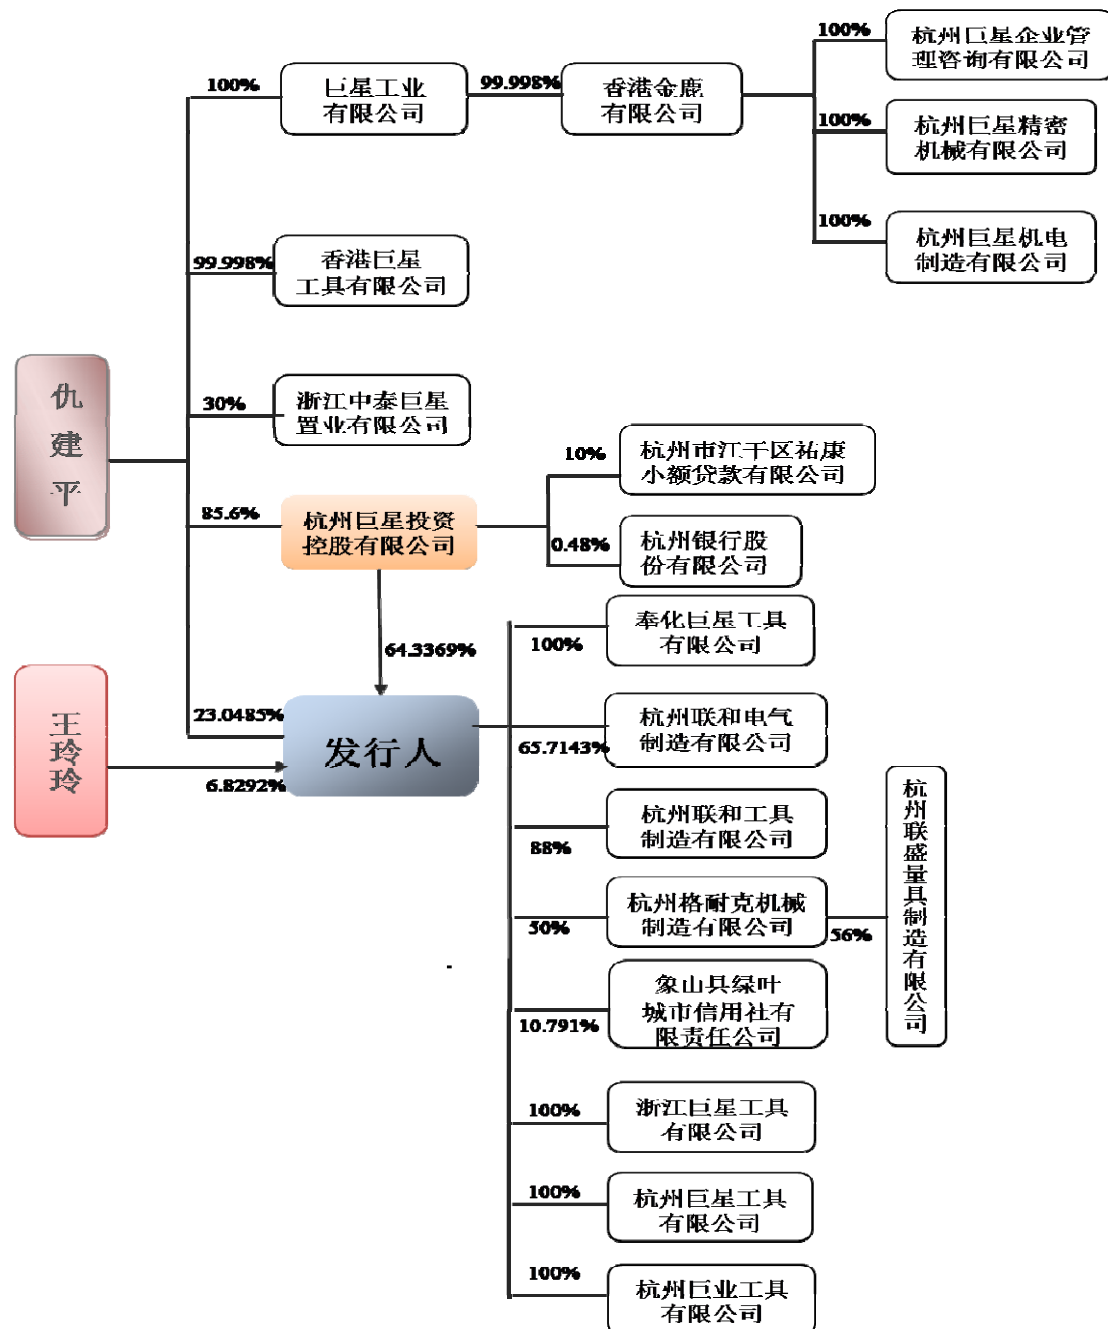 100%
巨星工业
有限公司
99.998%
香港金鹿
有限公司
100%
杭州巨星企业管
理咨询有限公司
100%
杭州巨星精密
机械有限公司
100%
杭州巨星机电
制造有限公司
99.998%
香港巨星
工具有限公司
仇
建
平
30%
浙江中泰巨星
置业有限公司
85.6%
杭州巨星投资
控股有限公司
10%
杭州市江干区祐康
小额贷款有限公司
0.48%
杭州银行股
份有限公司
64.3369%
王
玲
玲
23.0485%
6.8292%
发行人
100%
奉化巨星工具
有限公司
65.7143%
杭州联和电气
制造有限公司
88%
杭州联和工具
制造有限公司
50%
杭州格耐克机械
制造有限公司
56%
杭州联盛量具制造有限公司
10.791%
象山县绿叶
城市信用社有
限责任公司
100%
浙江巨星工具
有限公司
100%
杭州巨星工具
有限公司
100%
杭州巨业工具
有限公司